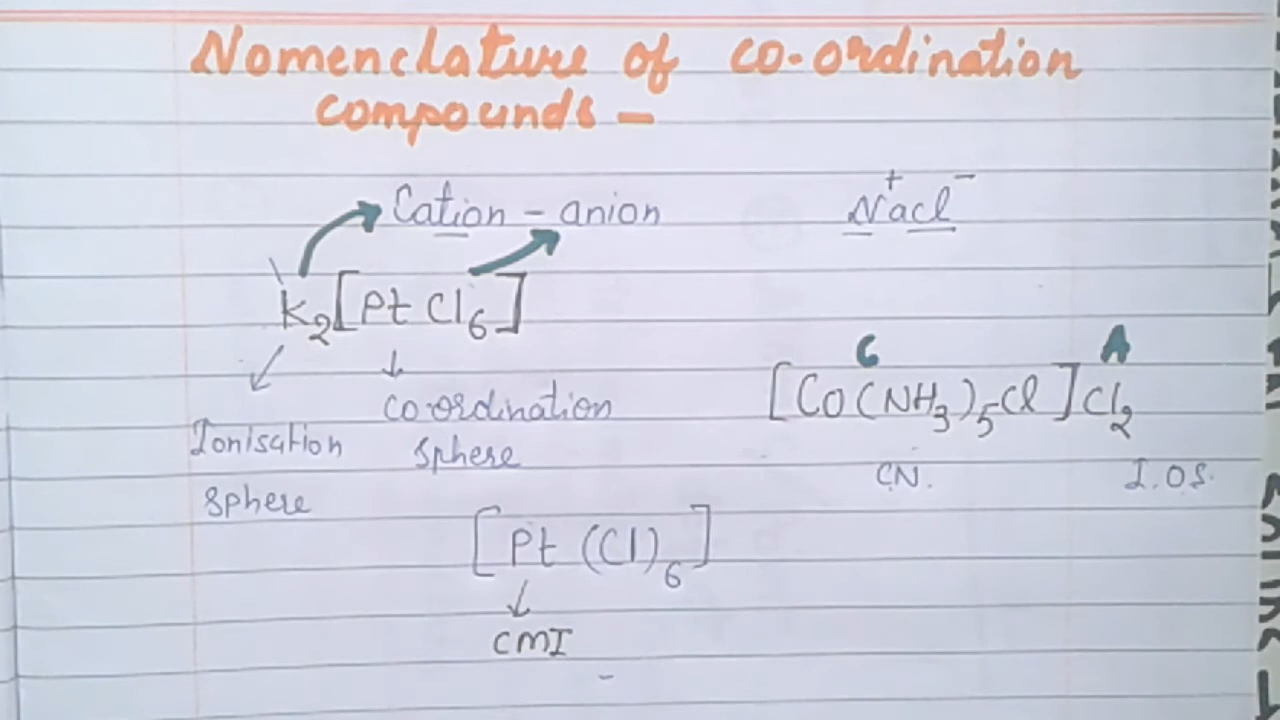 Nomenclature of co-ordination
compounds -
Cation - anion
Na⁺cl⁻
K₂[Pt Cl₆]
C A
[Co(NH₃)₅Cl]Cl₂
co-ordination
sphere
Ionisation
sphere
C.N. I.O.S.
[Pt (Cl)₆]
CMI